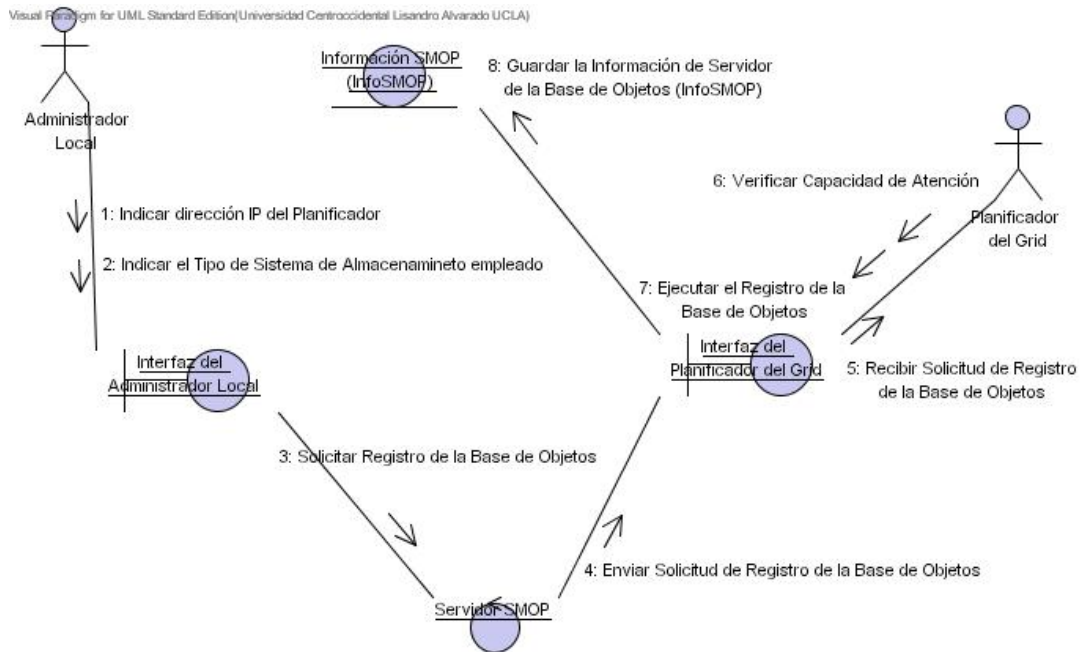 Visual Paradigm for UML Standard Edition(Universidad Centroccidental Lisandro Alvarado UCLA)
Administrador
Local
Información SMOP
(InfoSMOP)
8: Guardar la Información de Servidor
de la Base de Objetos (InfoSMOP)
6: Verificar Capacidad de Atención
Planificador
del Grid
1: Indicar dirección IP del Planificador
2: Indicar el Tipo de Sistema de Almacenamineto empleado
7: Ejecutar el Registro de la
Base de Objetos
Interfaz del
Administrador Local
Interfaz del
Planificador del Grid
5: Recibir Solicitud de Registro
de la Base de Objetos
3: Solicitar Registro de la Base de Objetos
4: Enviar Solicitud de Registro de la Base de Objetos
Servidor SMOP